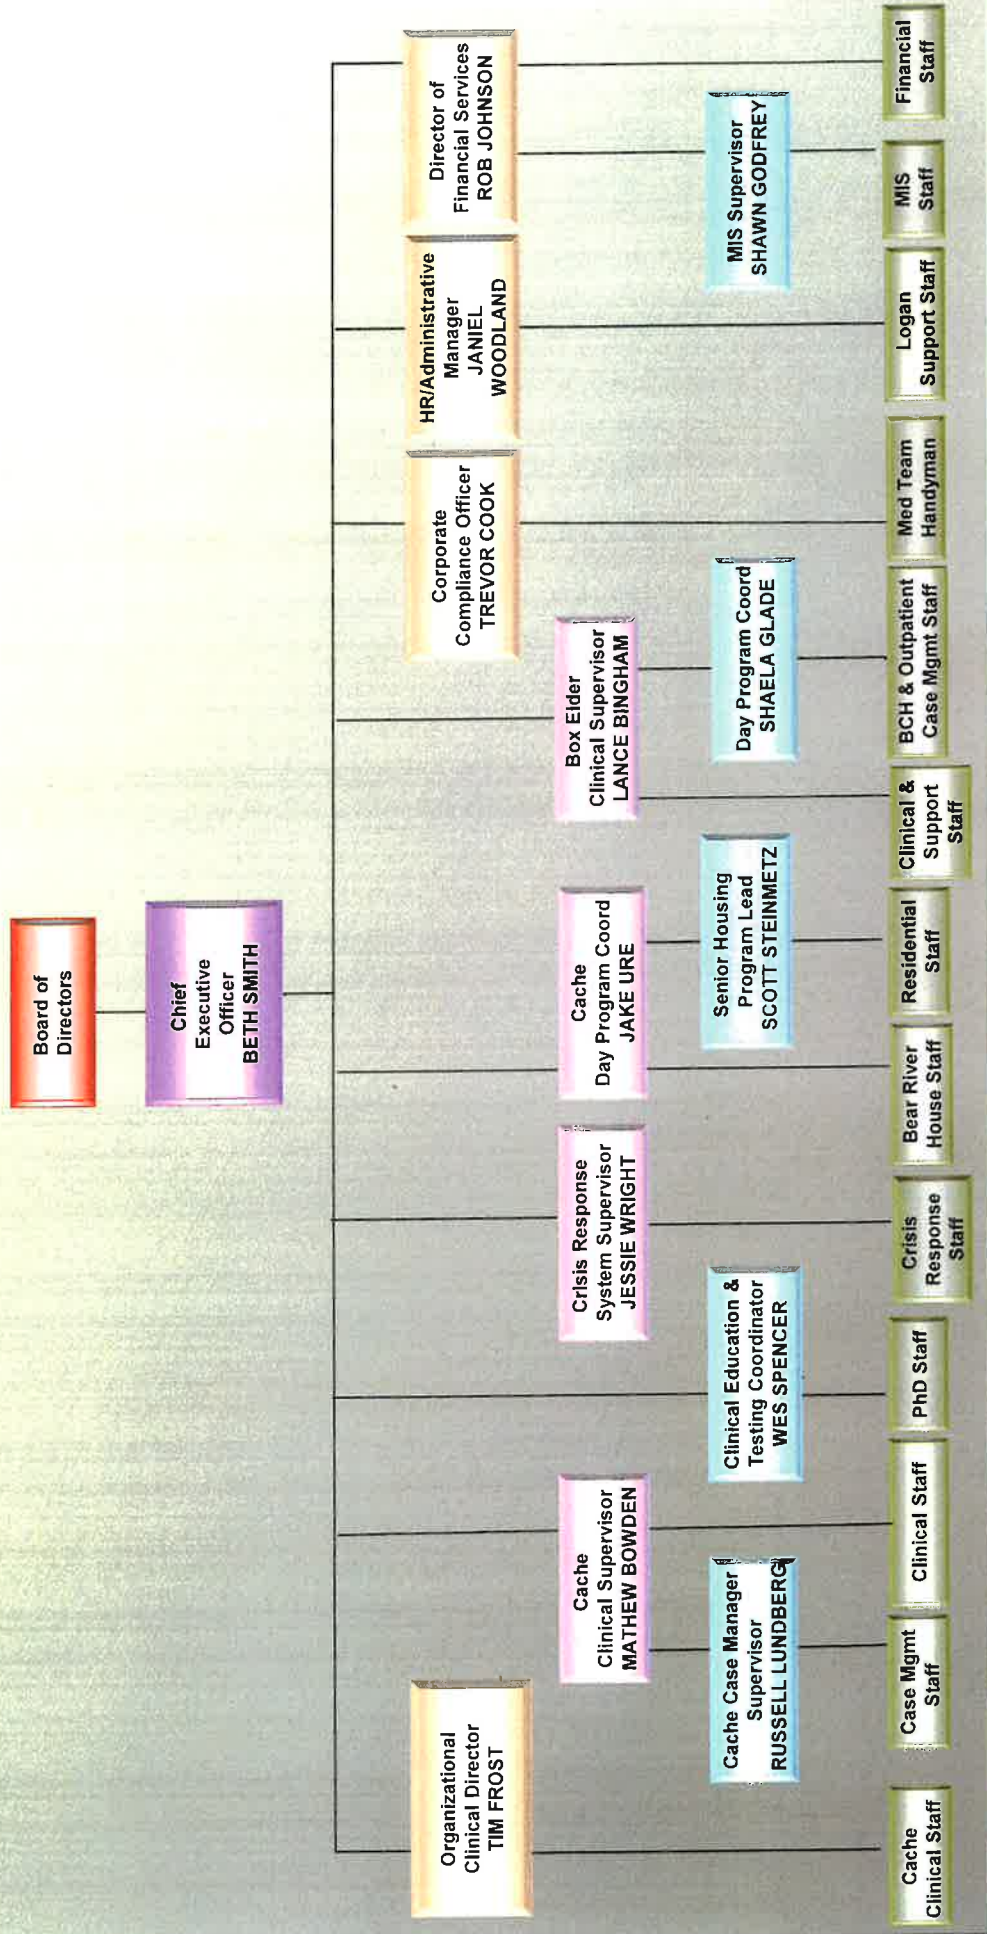 Board of
Directors
Chief
Executive
Officer
BETH SMITH
Organizational
Clinical Director
TIM FROST
Corporate
Compliance Officer
TREVOR COOK
HR/Administrative
Manager
JANIEL
WOODLAND
Director of
Financial Services
ROB JOHNSON
Cache
Clinical Supervisor
MATHEW BOWDEN
Crisis Response
System Supervisor
JESSIE WRIGHT
Cache
Day Program Coord
JAKE URE
Box Elder
Clinical Supervisor
LANCE BINGHAM
Cache Case Manager
Supervisor
RUSSELL LUNDBERG
Clinical Education &
Testing Coordinator
WES SPENCER
Senior Housing
Program Lead
SCOTT STEINMETZ
Day Program Coord
SHAELA GLADE
MIS Supervisor
SHAWN GODFREY
Cache
Clinical Staff
Case Mgmt
Staff
Clinical Staff
PhD Staff
Crisis
Response
Staff
Bear River
House Staff
Residential
Staff
Clinical &
Support
Staff
BCH & Outpatient
Case Mgmt Staff
Med Team
Handyman
Logan
Support Staff
MIS
Staff
Financial
Staff